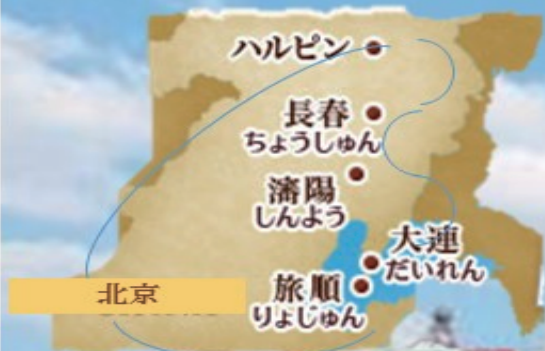 ハルピン
長春
ちょうしゅん
瀋陽
しんよう
大連
だいれん
北京
旅順
りょじゅん